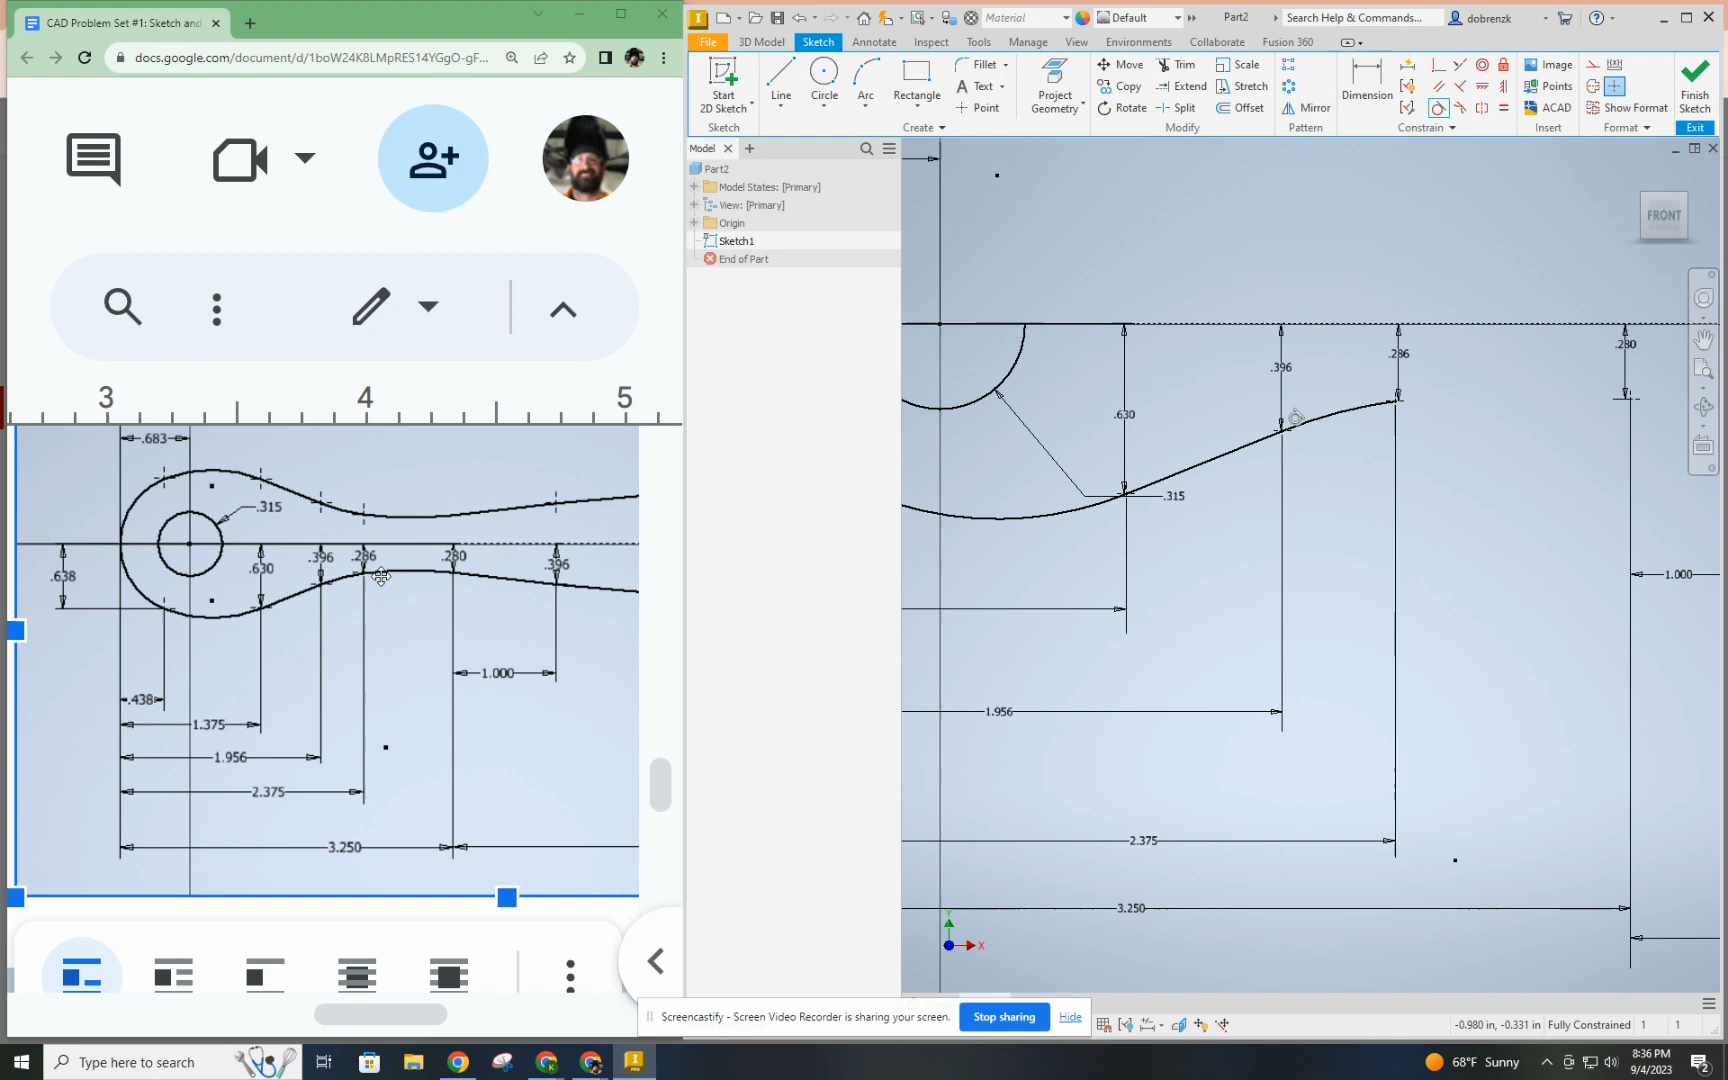 CAD Problem Set #1: Sketch and
docs.google.com/document/d/1boW24K8LMpRES14YGgO-gF...
3 4 5
.683
.315
.638
.630
.396
.286
.280
.396
1.000
.438
1.375
1.956
2.375
3.250
Screencastify - Screen Video Recorder is sharing your screen.
Stop sharing
Hide
Material
Default
Part2
Search Help & Commands...
dobrenzk
File
3D Model
Sketch
Annotate
Inspect
Tools
Manage
View
Environments
Collaborate
Fusion 360
Start
2D Sketch
Line
Circle
Arc
Rectangle
Fillet
Text
Point
Project
Geometry
Move
Copy
Rotate
Trim
Extend
Split
Scale
Stretch
Offset
Mirror
Dimension
Image
Points
ACAD
Show Format
Finish
Sketch
Sketch
Create
Modify
Pattern
Constrain
Insert
Format
Exit
Model
Part2
Model States: [Primary]
View: [Primary]
Origin
Sketch1
End of Part
FRONT
.280
.286
.396
.630
.315
1.000
1.956
2.375
3.250
Y
X
-0.980 in, -0.331 in Fully Constrained 1 1
Type here to search
68°F Sunny
8:36 PM
9/4/2023
2